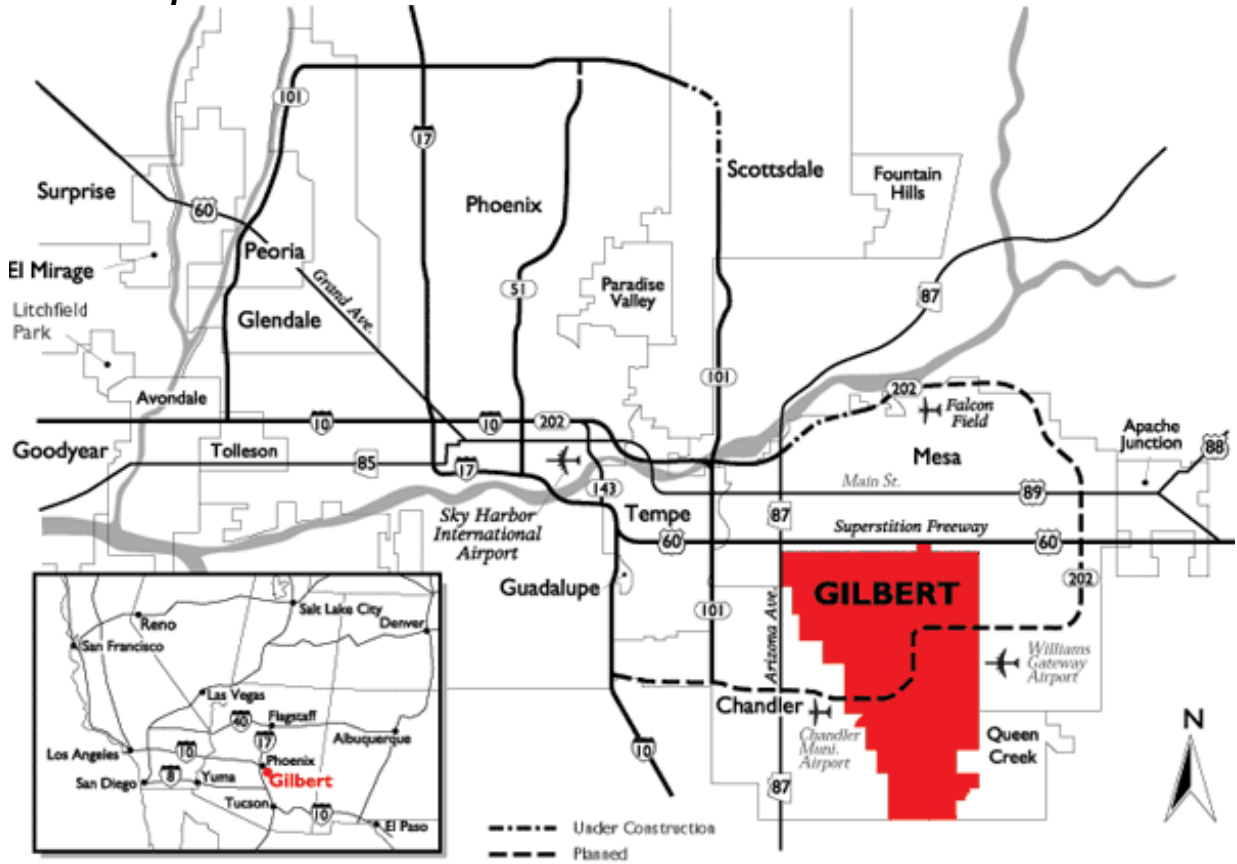 101
17
Scottsdale
Fountain
Hills
Surprise
60
Phoenix
Peoria
El Mirage
Grand Ave.
51
Paradise
Valley
87
Litchfield
Park
Glendale
101
202
Avondale
Falcon
Field
10
10
202
Apache
Junction
Goodyear
Tolleson
85
17
Mesa
88
143
Main St.
89
Sky Harbor
International
Airport
Tempe
87
Superstition Freeway
60
60
Guadalupe
GILBERT
202
101
Arizona Ave.
Williams
Gateway
Airport
Chandler
Chandler
Muni.
Airport
Queen
Creek
10
87
N
Salt Lake City
Reno
Denver
San Francisco
Las Vegas
40
Flagstaff
17
Albuquerque
Los Angeles
10
Phoenix
Gilbert
San Diego
8
Yuma
Tucson
10
El Paso
Under Construction
Planned